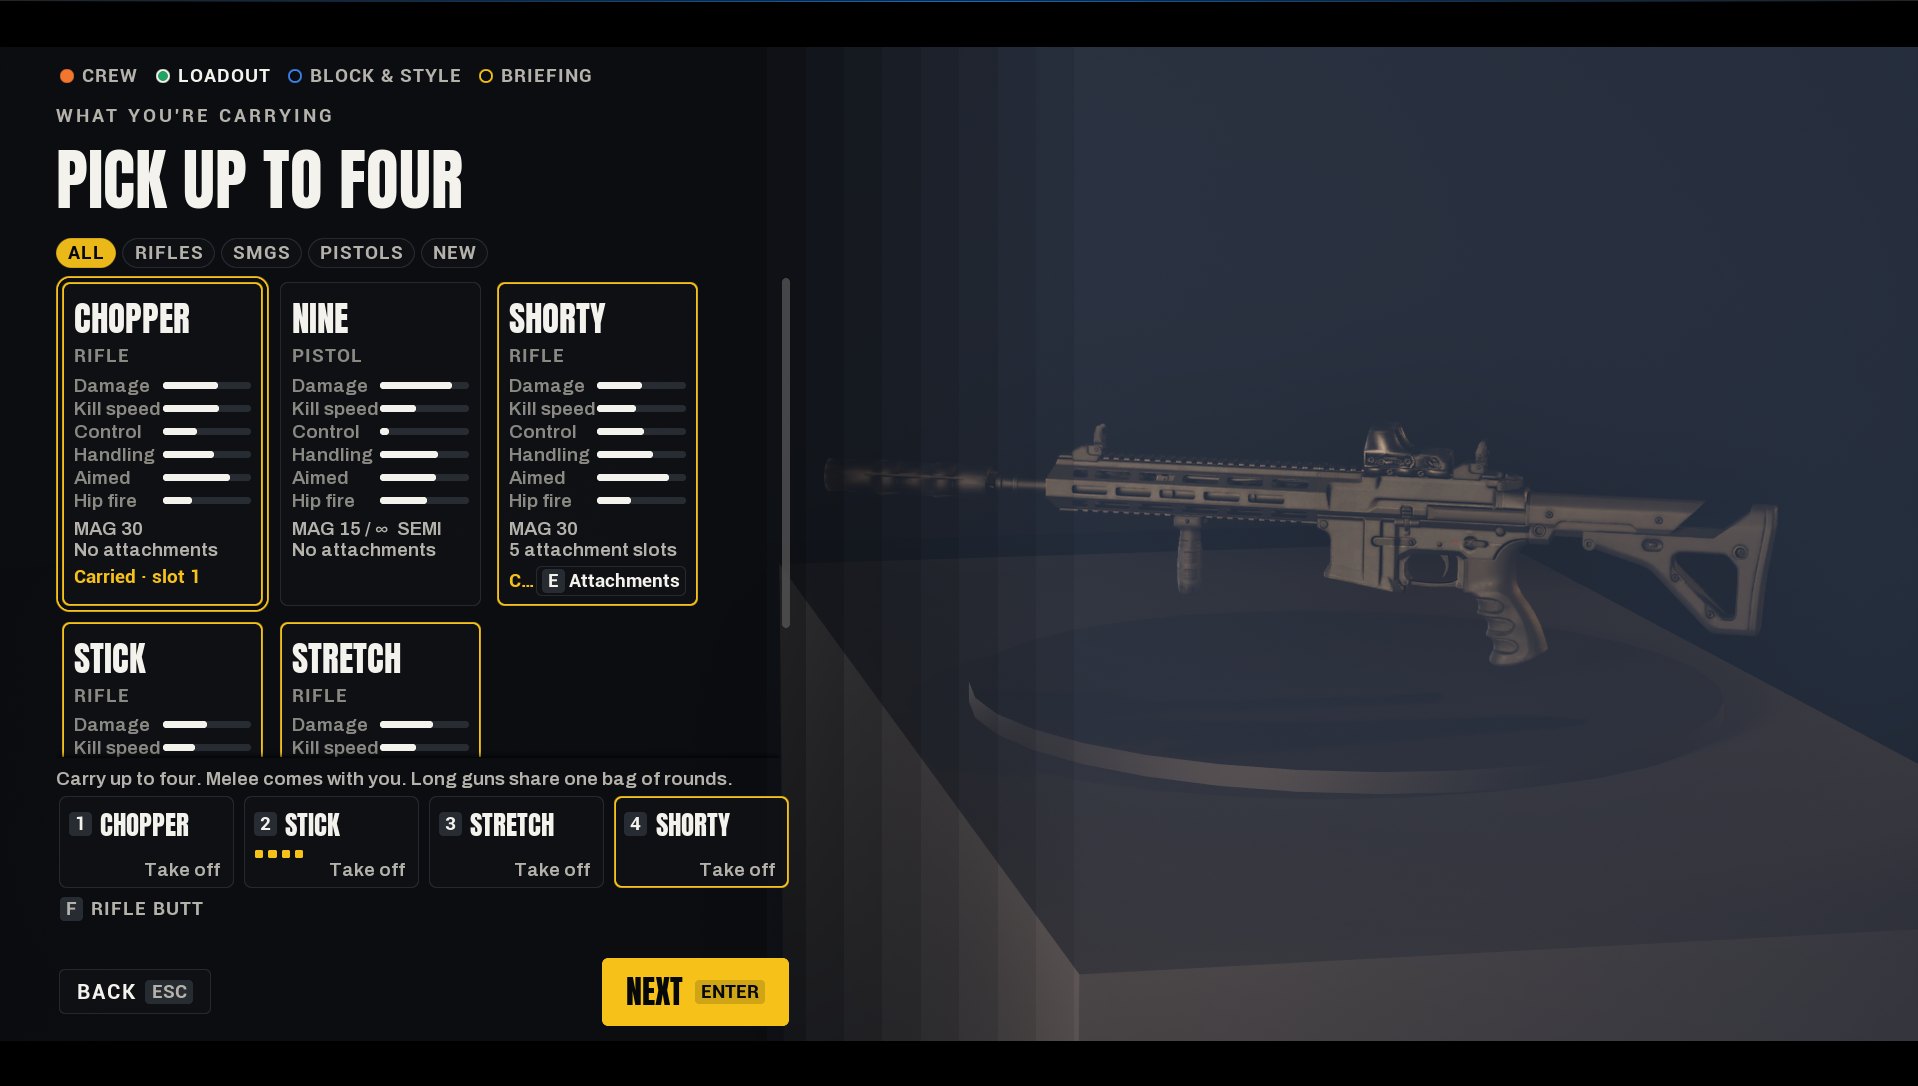 CREW LOADOUT BLOCK & STYLE BRIEFING
WHAT YOU'RE CARRYING
PICK UP TO FOUR
ALL RIFLES SMGS PISTOLS NEW
CHOPPER
RIFLE
Damage
Kill speed
Control
Handling
Aimed
Hip fire
MAG 30
No attachments
Carried · slot 1
NINE
PISTOL
Damage
Kill speed
Control
Handling
Aimed
Hip fire
MAG 15 / ∞ SEMI
No attachments
SHORTY
RIFLE
Damage
Kill speed
Control
Handling
Aimed
Hip fire
MAG 30
5 attachment slots
C... E Attachments
STICK
RIFLE
Damage
Kill speed
STRETCH
RIFLE
Damage
Kill speed
Carry up to four. Melee comes with you. Long guns share one bag of rounds.
1 CHOPPER
Take off
2 STICK
Take off
3 STRETCH
Take off
4 SHORTY
Take off
F RIFLE BUTT
BACK ESC
NEXT ENTER